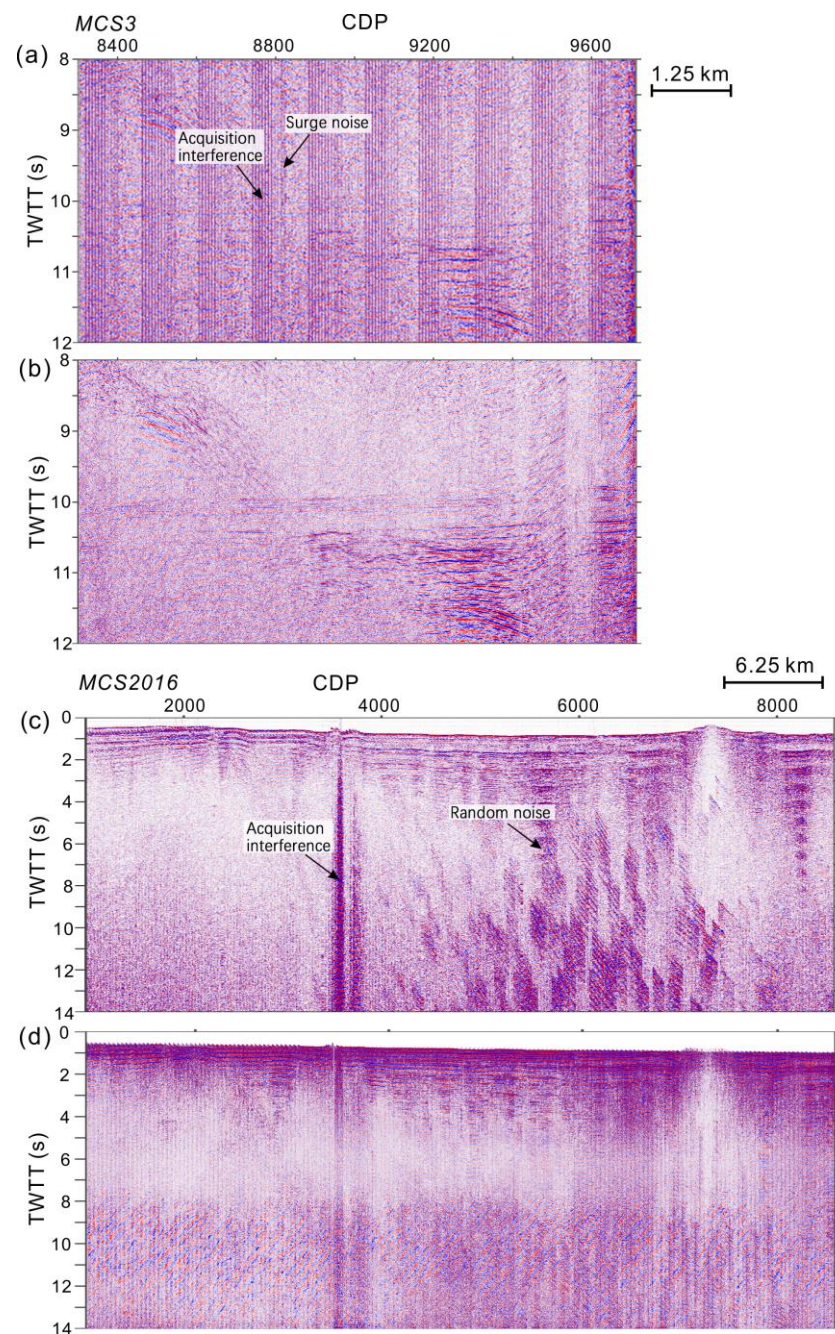 MCS3 CDP
8400 8800 9200 9600
(a)
1.25 km
8
9
10
11
12
TWTT (s)
Surge noise
Acquisition
interference
(b)
8
9
10
11
12
TWTT (s)
6.25 km
MCS2016 CDP
2000 4000 6000 8000
(c)
0
2
4
6
8
10
12
14
TWTT (s)
Random noise
Acquisition
interference
(d)
0
2
4
6
8
10
12
14
TWTT (s)